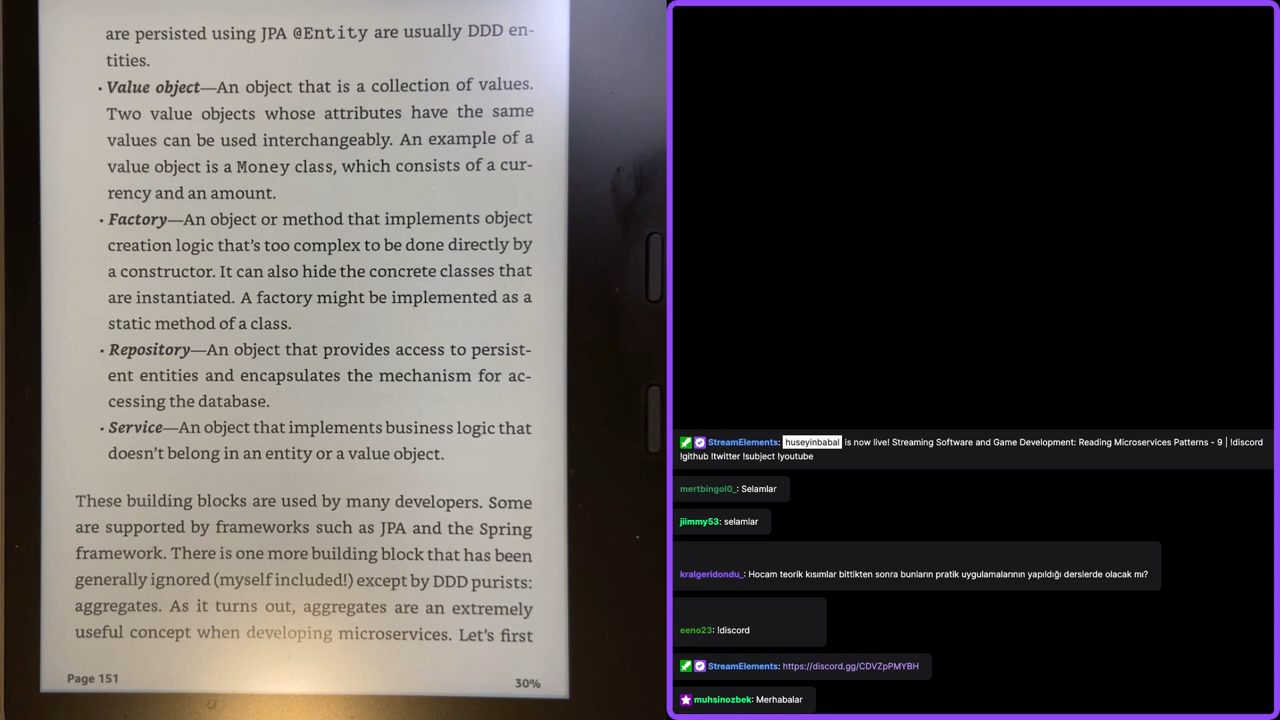 are persisted using JPA @Entity are usually DDD en-
tities.
• Value object—An object that is a collection of values.
Two value objects whose attributes have the same
values can be used interchangeably. An example of a
value object is a Money class, which consists of a cur-
rency and an amount.
• Factory—An object or method that implements object
creation logic that's too complex to be done directly by
a constructor. It can also hide the concrete classes that
are instantiated. A factory might be implemented as a
static method of a class.
• Repository—An object that provides access to persist-
ent entities and encapsulates the mechanism for ac-
cessing the database.
• Service—An object that implements business logic that
doesn't belong in an entity or a value object.
These building blocks are used by many developers. Some
are supported by frameworks such as JPA and the Spring
framework. There is one more building block that has been
generally ignored (myself included!) except by DDD purists:
aggregates. As it turns out, aggregates are an extremely
useful concept when developing microservices. Let's first
Page 151
30%
StreamElements: huseyinbabal is now live! Streaming Software and Game Development: Reading Microservices Patterns - 9 | !discord
!github !twitter !subject !youtube
mertbingol0_: Selamlar
jiimmy53: selamlar
kralgeridondu_: Hocam teorik kısımlar bittikten sonra bunların pratik uygulamalarının yapıldığı derslerde olacak mı?
eeno23: !discord
StreamElements: https://discord.gg/CDVZpPMYBH
muhsinozbek: Merhabalar